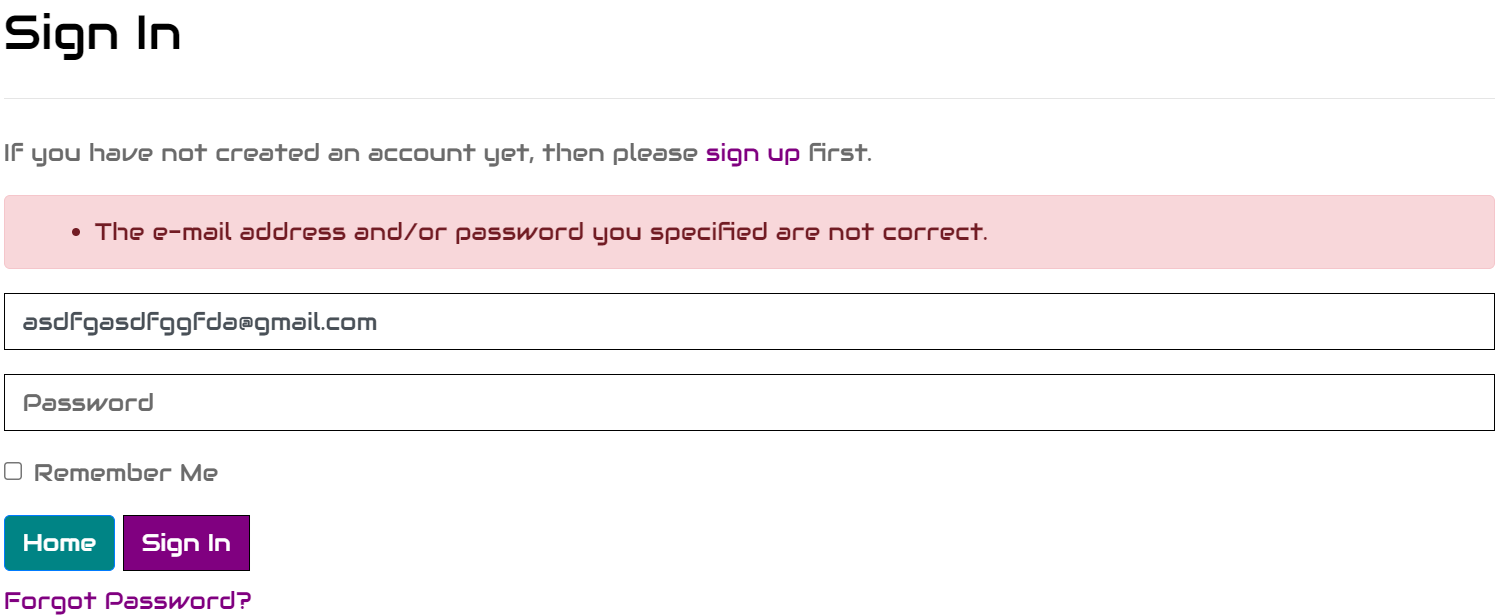 Sign In
If you have not created an account yet, then please sign up first.
• The e-mail address and/or password you specified are not correct.
asdfgasdfggfda@gmail.com
Password
Remember Me
Home Sign In
Forgot Password?